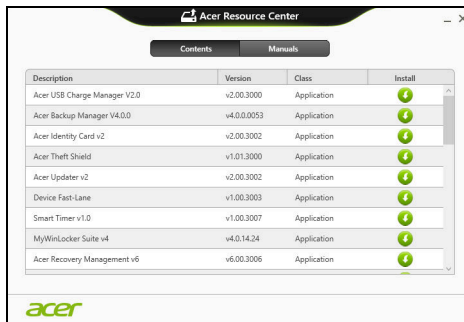 Acer Resource Center
Contents Manuals
Description Version Class Install
Acer USB Charge Manager V2.0 v2.00.3000 Application
Acer Backup Manager V4.0.0 v4.0.0.0053 Application
Acer Identity Card v2 v2.00.3002 Application
Acer Theft Shield v1.01.3000 Application
Acer Updater v2 v2.00.3002 Application
Device Fast-Lane v1.00.3003 Application
Smart Timer v1.0 v1.00.3007 Application
MyWinLocker Suite v4 v4.0.14.24 Application
Acer Recovery Management v6 v6.00.3006 Application
acer